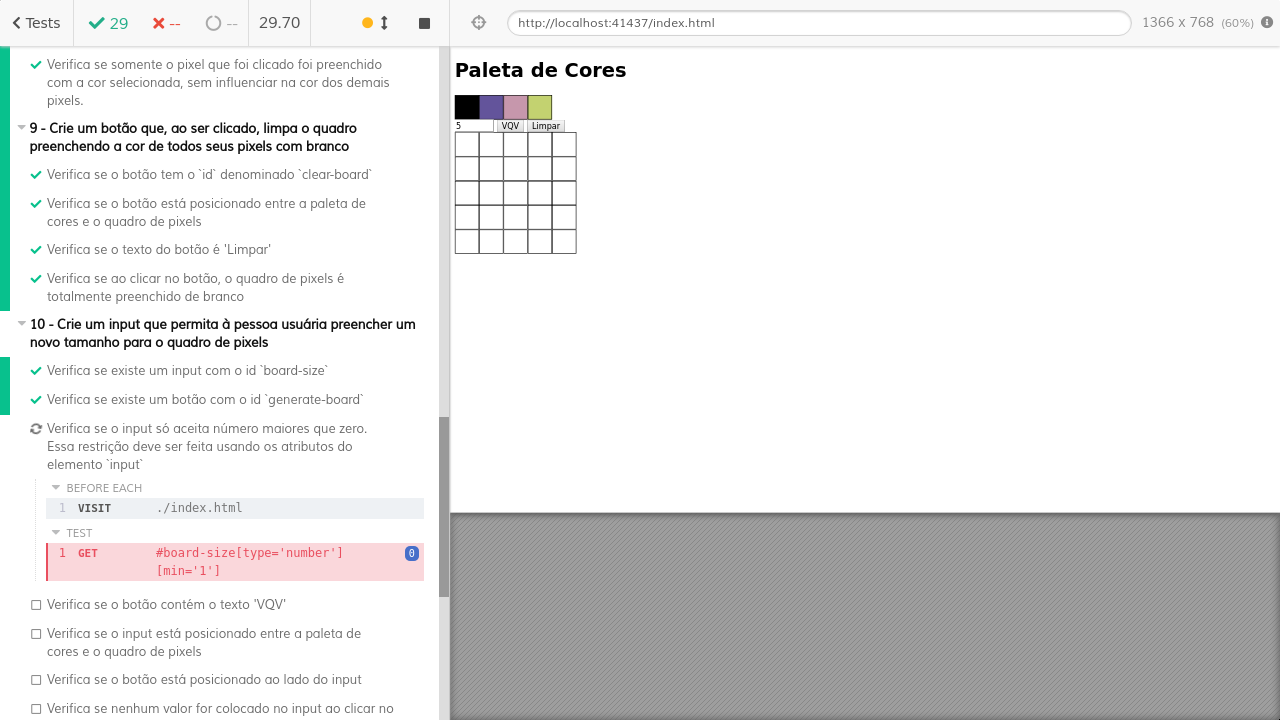 Tests
29
--
--
29.70
http://localhost:41437/index.html
1366 x 768 (60%)
Verifica se somente o pixel que foi clicado foi preenchido
com a cor selecionada, sem influenciar na cor dos demais
pixels.
9 - Crie um botão que, ao ser clicado, limpa o quadro
preenchendo a cor de todos seus pixels com branco
Verifica se o botão tem o `id` denominado `clear-board`
Verifica se o botão está posicionado entre a paleta de
cores e o quadro de pixels
Verifica se o texto do botão é 'Limpar'
Verifica se ao clicar no botão, o quadro de pixels é
totalmente preenchido de branco
10 - Crie um input que permita à pessoa usuária preencher um
novo tamanho para o quadro de pixels
Verifica se existe um input com o id `board-size`
Verifica se existe um botão com o id `generate-board`
Verifica se o input só aceita número maiores que zero.
Essa restrição deve ser feita usando os atributos do
elemento `input`
BEFORE EACH
1 VISIT ./index.html
TEST
1 GET #board-size[type='number'] 0
[min='1']
Verifica se o botão contém o texto 'VQV'
Verifica se o input está posicionado entre a paleta de
cores e o quadro de pixels
Verifica se o botão está posicionado ao lado do input
Verifica se nenhum valor for colocado no input ao clicar no
Paleta de Cores
5 VQV Limpar